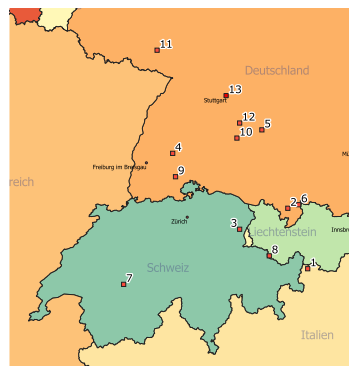 11
Deutschland
13
Stuttgart
12
5
10
4
Freiburg im Breisgau
9
reich
2
6
Zürich
3
Liechtenstein
Innsbr
8
Schweiz
1
7
Italien